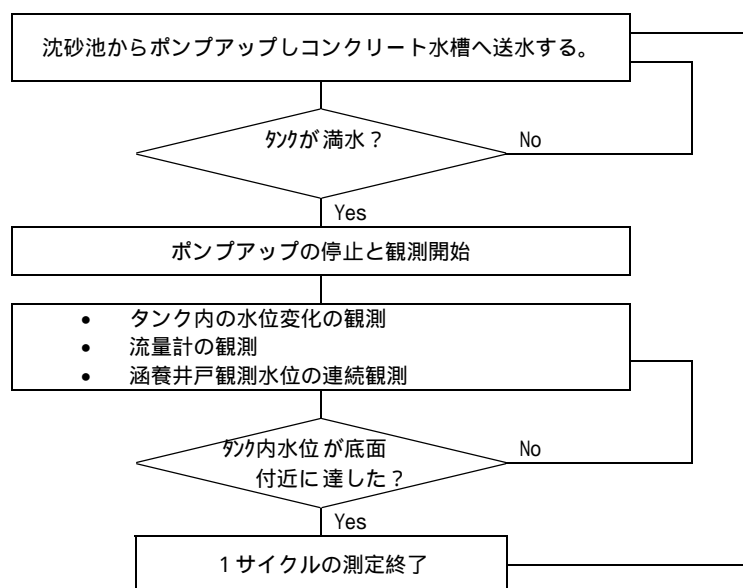 沈砂池からポンプアップしコンクリート水槽へ送水する。
ﾀﾝｸが満水？
No
Yes
ポンプアップの停止と観測開始
• タンク内の水位変化の観測
• 流量計の観測
• 涵養井戸観測水位の連続観測
ﾀﾝｸ内水位が底面
付近に達した？
No
Yes
１サイクルの測定終了